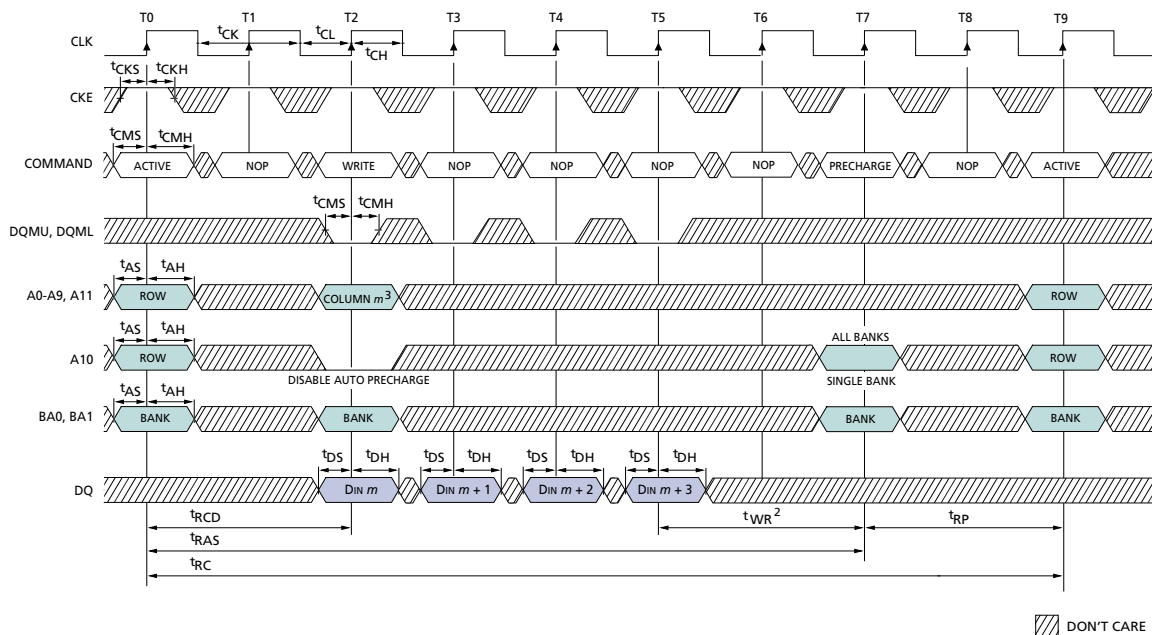 T0 T1 T2 T3 T4 T5 T6 T7 T8 T9
CLK
tCK tCL
tCH
tCKS tCKH
CKE
tCMS tCMH
COMMAND ACTIVE NOP WRITE NOP NOP NOP NOP PRECHARGE NOP ACTIVE
tCMS tCMH
DQMU, DQML
tAS tAH
A0-A9, A11 ROW COLUMN m3 ROW
tAS tAH
ALL BANKS
A10 ROW ROW
DISABLE AUTO PRECHARGE SINGLE BANK
tAS tAH
BA0, BA1 BANK BANK BANK BANK
tDS tDH tDS tDH tDS tDH tDS tDH
DQ DIN m DIN m + 1 DIN m + 2 DIN m + 3
tRCD tWR2 tRP
tRAS
tRC
DON'T CARE